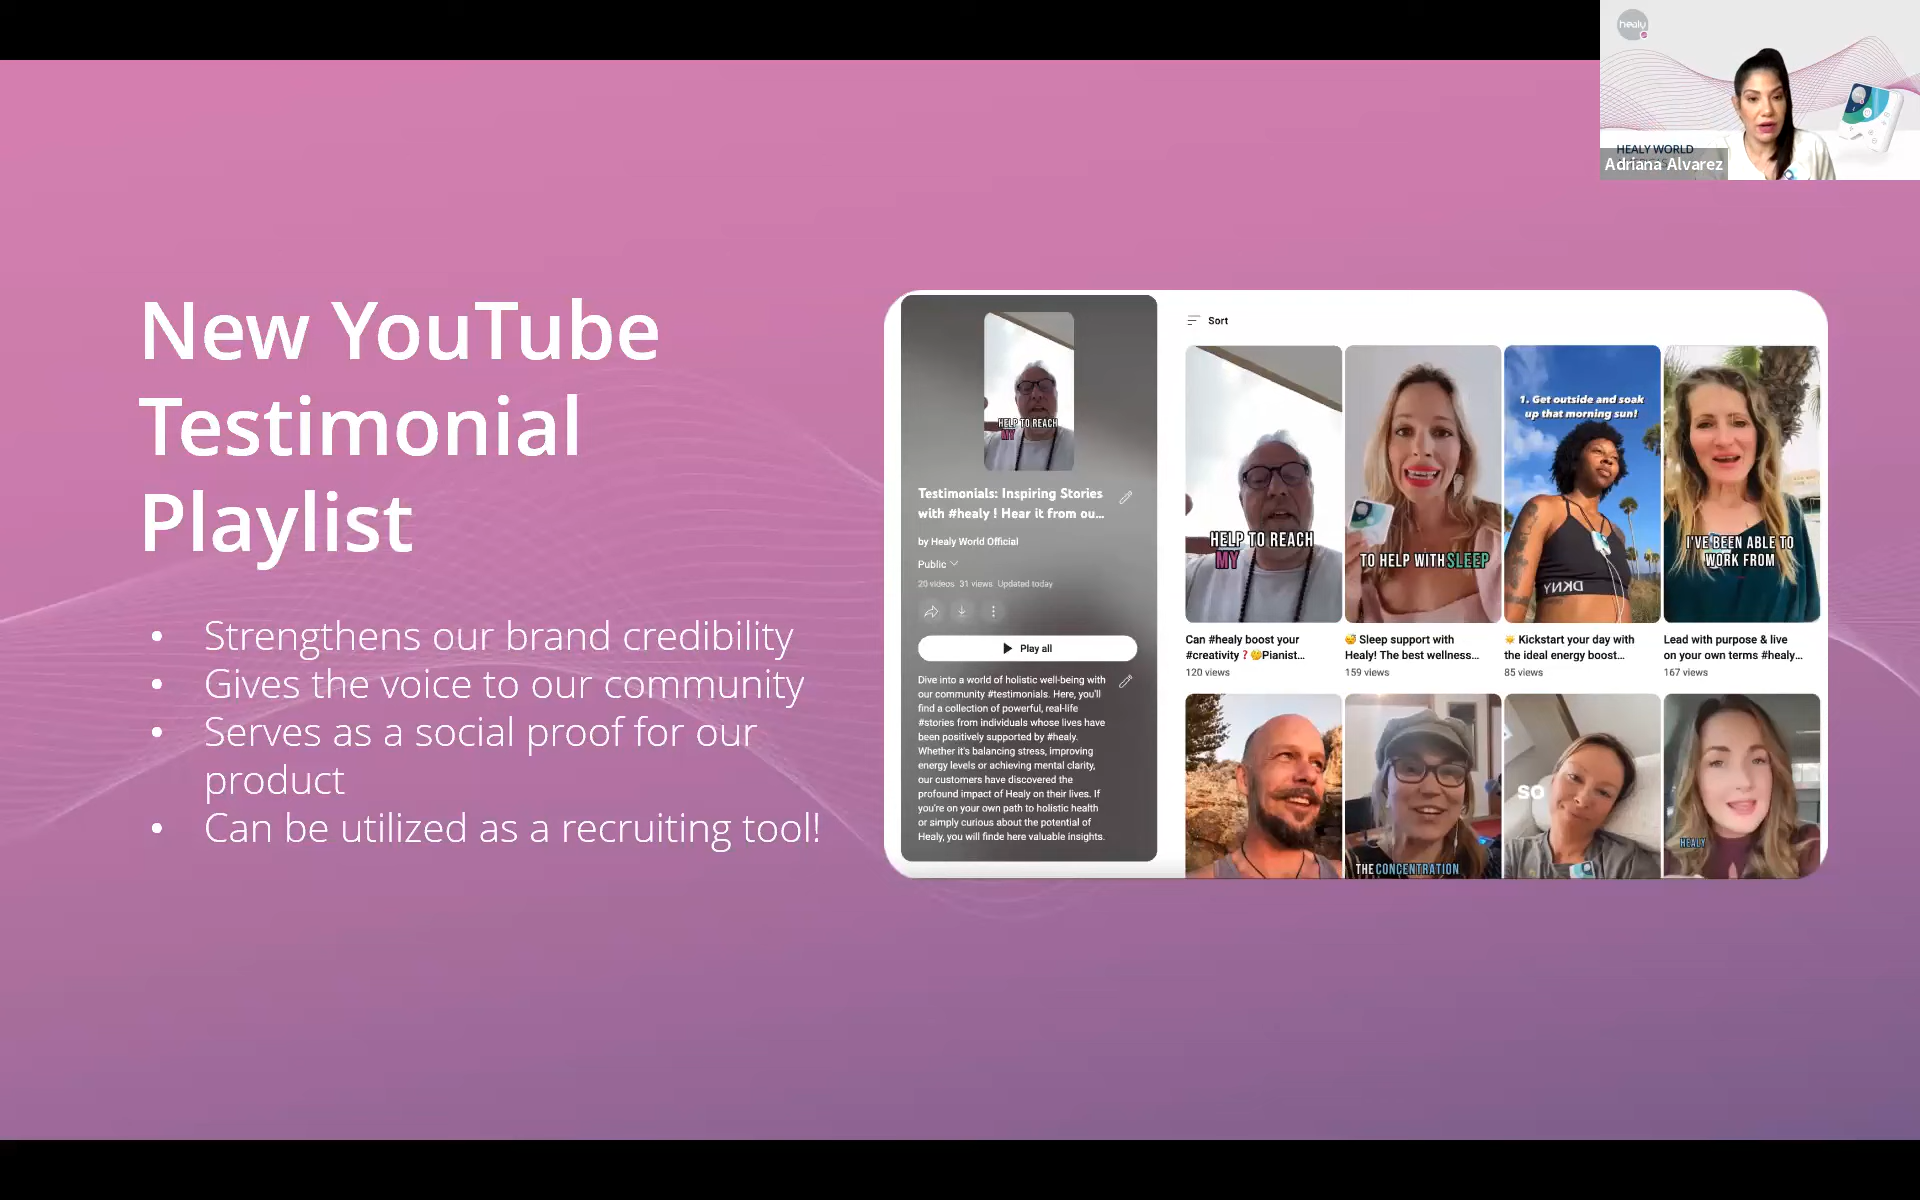 healy
HEALY WORLD
Adriana Alvarez
New YouTube
Testimonial
Playlist
• Strengthens our brand credibility
• Gives the voice to our community
• Serves as a social proof for our
product
• Can be utilized as a recruiting tool!
HELP TO REACH
MY
Testimonials: Inspiring Stories
with #healy ! Hear it from ou...
by Healy World Official
Public
20 videos 31 views Updated today
Play all
Dive into a world of holistic well-being with
our community #testimonials. Here, you'll
find a collection of powerful, real-life
#stories from individuals whose lives have
been positively supported by #healy.
Whether it's balancing stress, improving
energy levels or achieving mental clarity,
our customers have discovered the
profound impact of Healy on their lives. If
you're on your own path to holistic health
or simply curious about the potential of
Healy, you will finde here valuable insights.
Sort
HELP TO REACH
MY
TO HELP WITH SLEEP
1. Get outside and soak
up that morning sun!
DKNY
I'VE BEEN ABLE TO
WORK FROM
Can #healy boost your
#creativity❓🤔Pianist...
120 views
😴 Sleep support with
Healy! The best wellness...
159 views
☀️ Kickstart your day with
the ideal energy boost...
85 views
Lead with purpose & live
on your own terms #healy...
167 views
THE CONCENTRATION
SO
HEALY